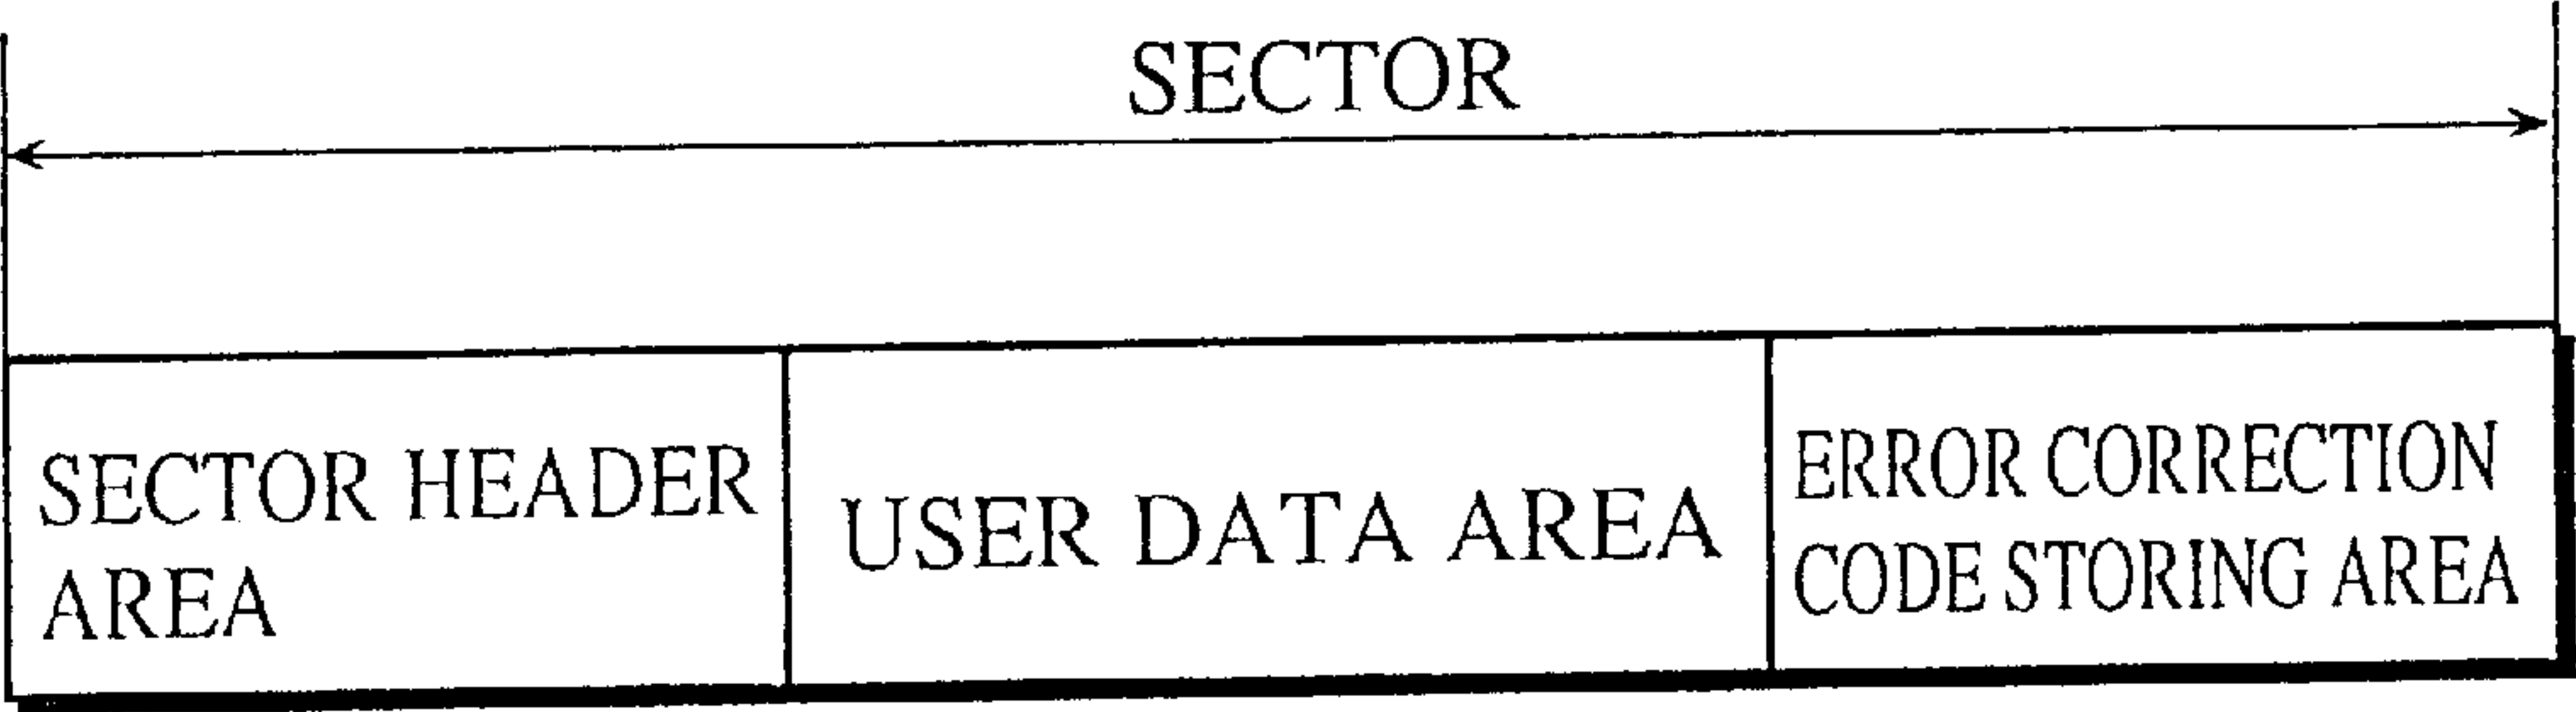 SECTOR
SECTOR HEADER
AREA
USER DATA AREA
ERROR CORRECTION
CODE STORING AREA